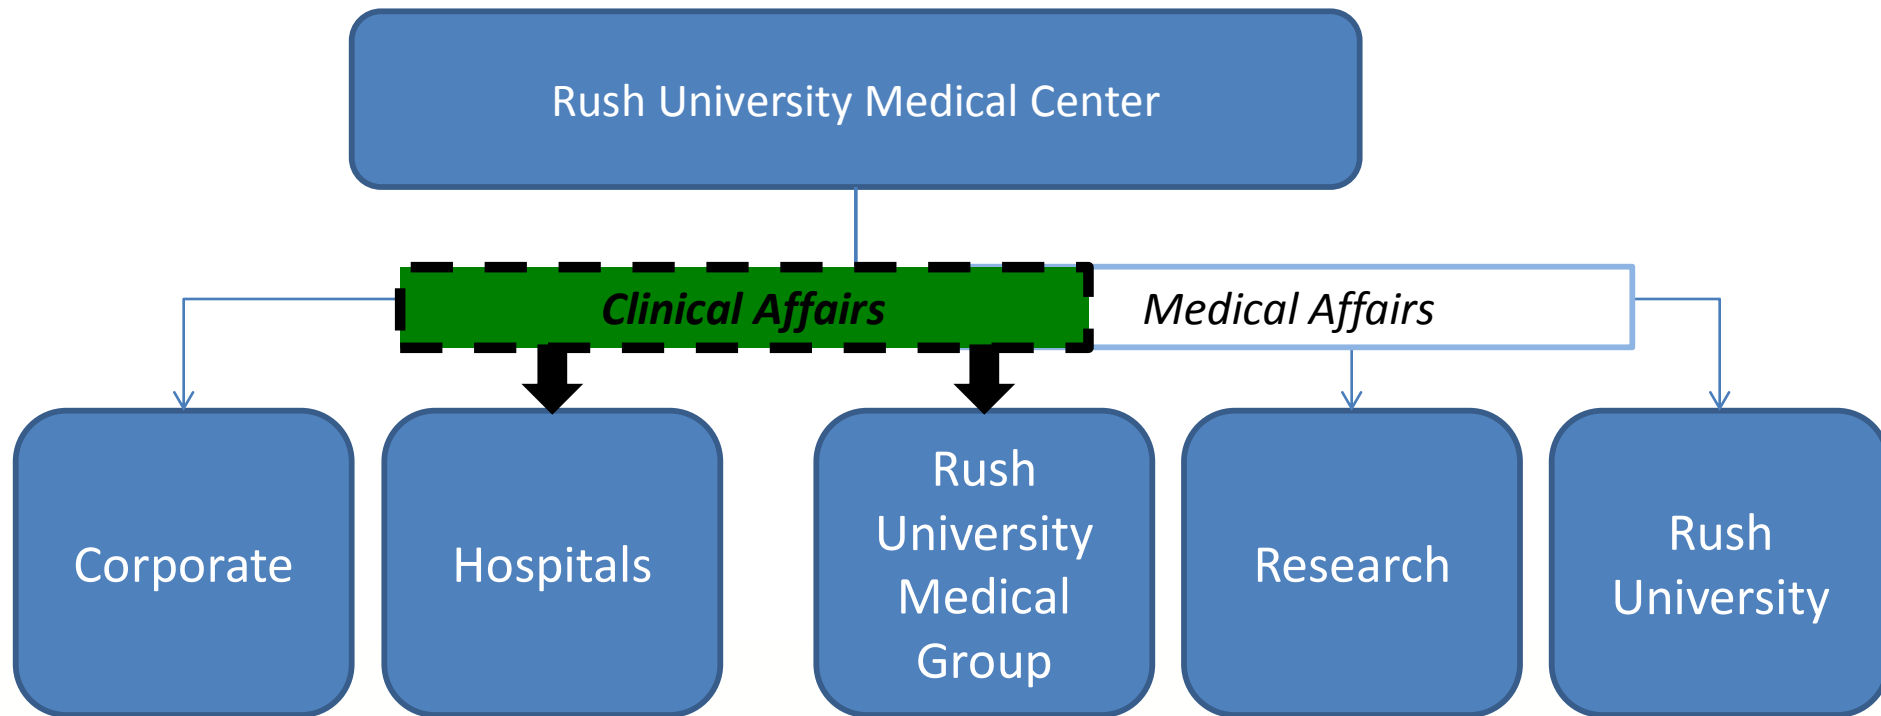 Rush University Medical Center
Clinical Affairs
Medical Affairs
Corporate
Hospitals
Rush
University
Medical
Group
Research
Rush
University